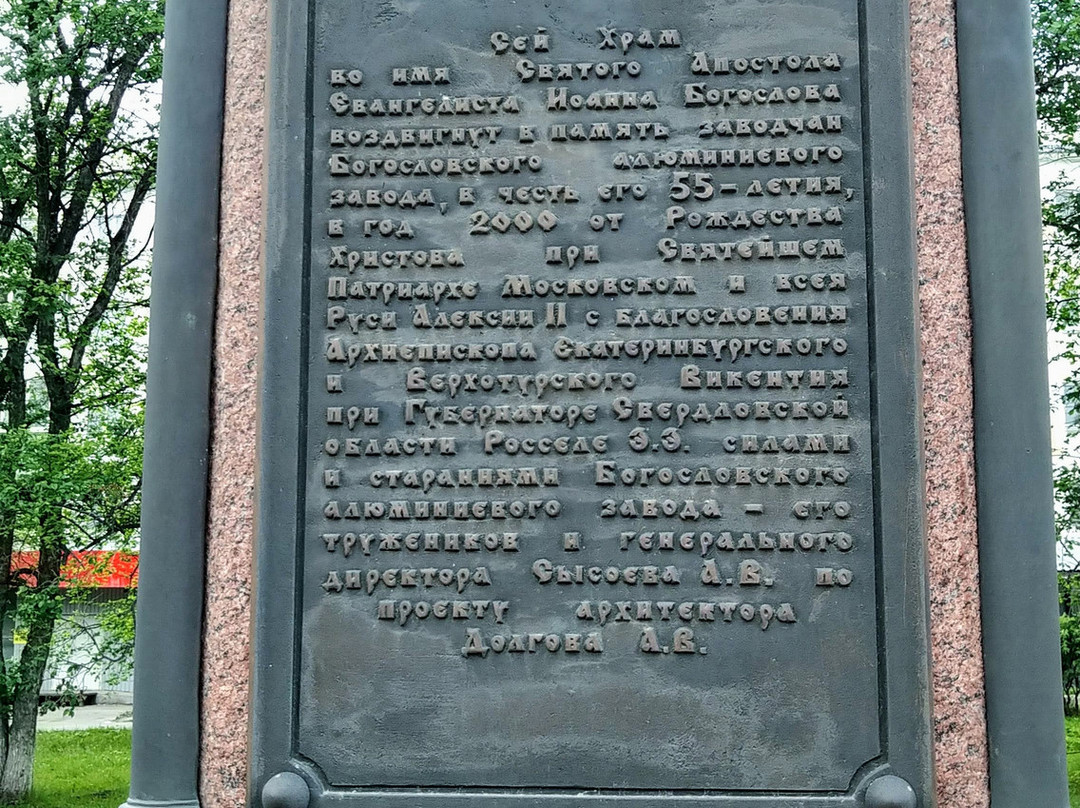 Сей Храм
во имя Святого Апостола
Евангелиста Иоанна Богослова
воздвигнут в память заводчан
Богословского алюминиевого
завода, в честь его 55-летия,
в год 2000 от Рождества
Христова при Святейшем
Патриархе Московском и всея
Руси Алексии II с благословения
Архиепископа Екатеринбургского
и Верхотурского Викентия
при Губернаторе Свердловской
области Росселе Э.Э. силами
и стараниями Богословского
алюминиевого завода - его
тружеников и генерального
директора Сысоева А.В. по
проекту архитектора
Долгова А.В.